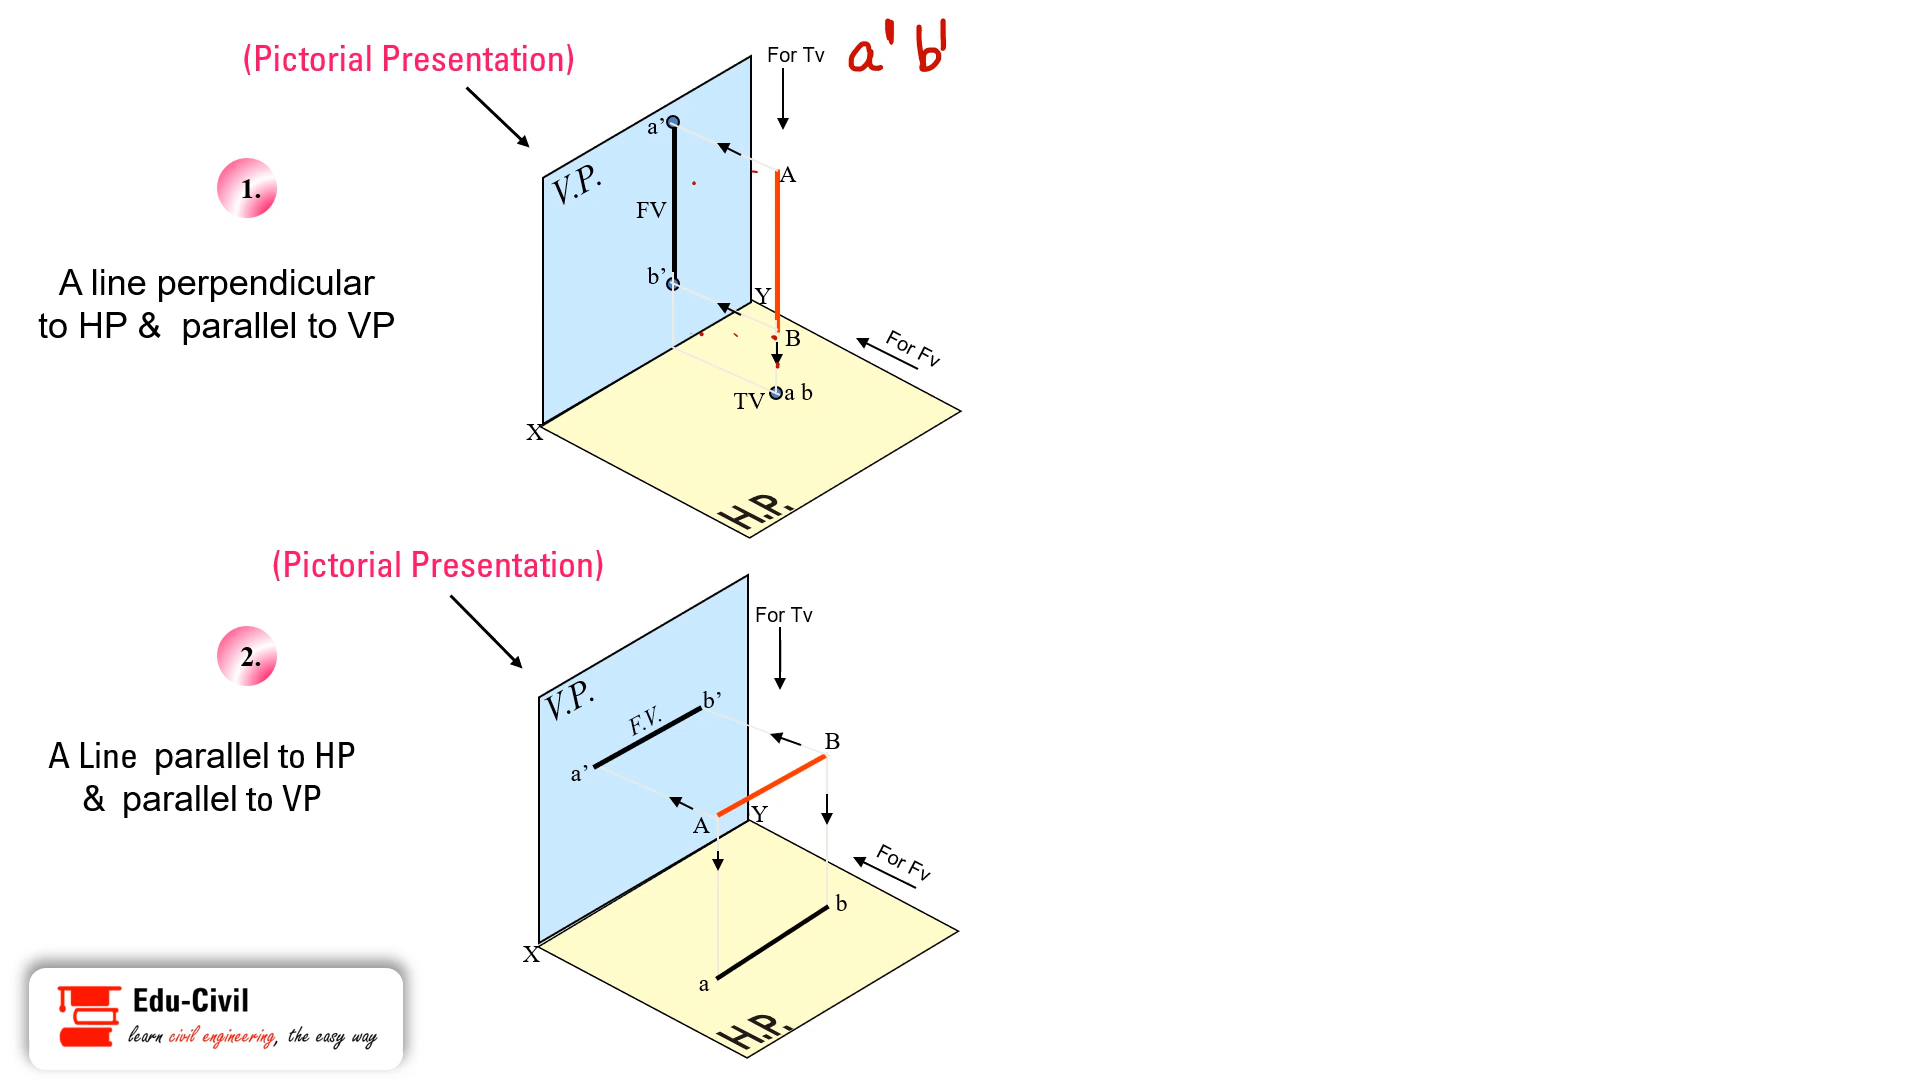 (Pictorial Presentation)
For Tv
a' b'
a’
A
V.P.
1.
FV
A line perpendicular
to HP & parallel to VP
b’
Y
B
For Fv
TV
a b
X
H.P.
(Pictorial Presentation)
For Tv
2.
V.P.
b’
F.V.
B
a’
A Line parallel to HP
& parallel to VP
A
Y
For Fv
b
X
a
H.P.
Edu-Civil
learn civil engineering, the easy way